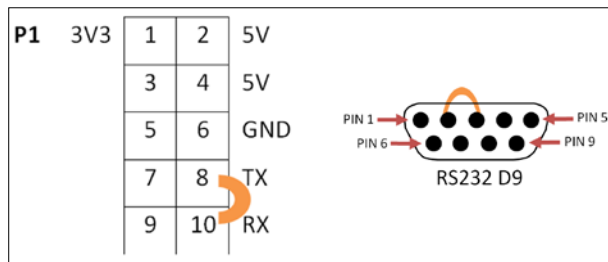 P1 3V3 1 2 5V
3 4 5V
5 6 GND
7 8 TX
9 10 RX
PIN 1 PIN 5
PIN 6 PIN 9
RS232 D9